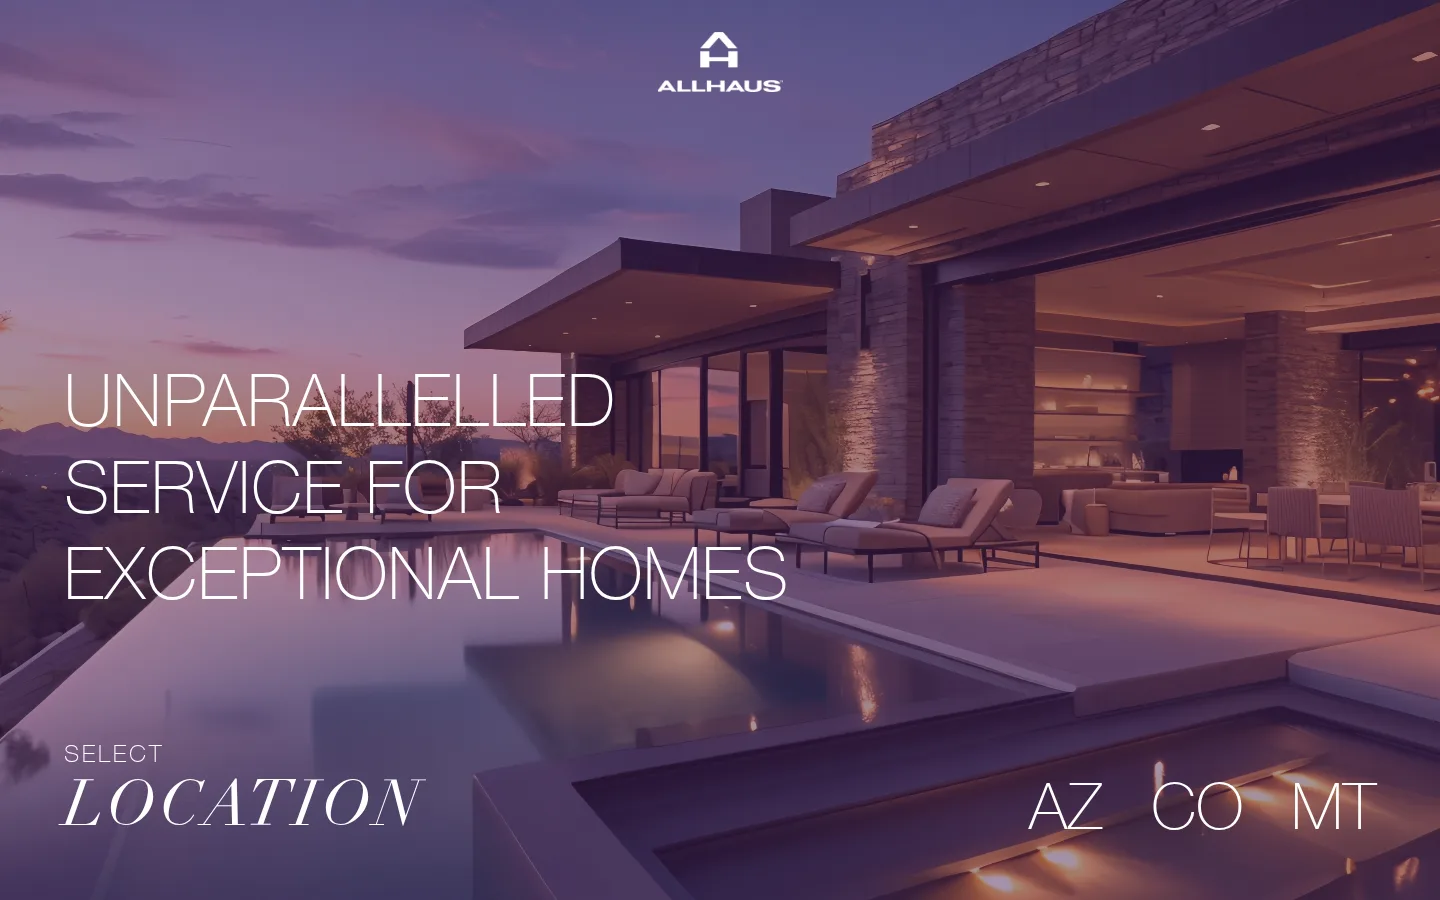 ALLHAUS
UNPARALLELLED
SERVICE FOR
EXCEPTIONAL HOMES
SELECT
LOCATION
AZ CO MT